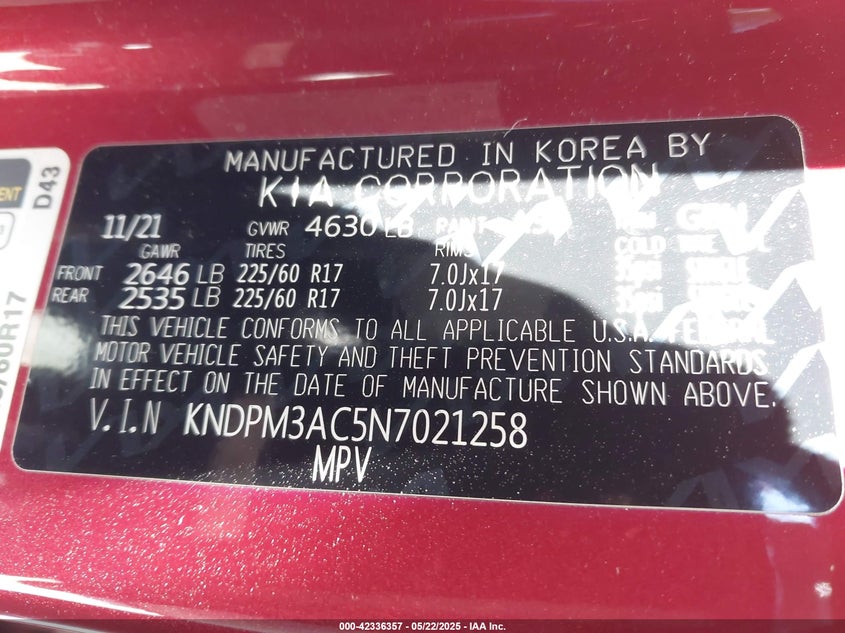 MANUFACTURED IN KOREA BY
KIA CORPORATION
11/21 GVWR 4630 LB PAINT
GAWR TIRES RIMS COLD
FRONT 2646 LB 225/60 R17 7.0Jx17
REAR 2535 LB 225/60 R17 7.0Jx17
THIS VEHICLE CONFORMS TO ALL APPLICABLE U.S.A. FEDERAL
MOTOR VEHICLE SAFETY AND THEFT PREVENTION STANDARDS
IN EFFECT ON THE DATE OF MANUFACTURE SHOWN ABOVE.
V.I.N KNDPM3AC5N7021258
MPV
D43
/60R17
000-42336357 - 05/22/2025 - IAA Inc.